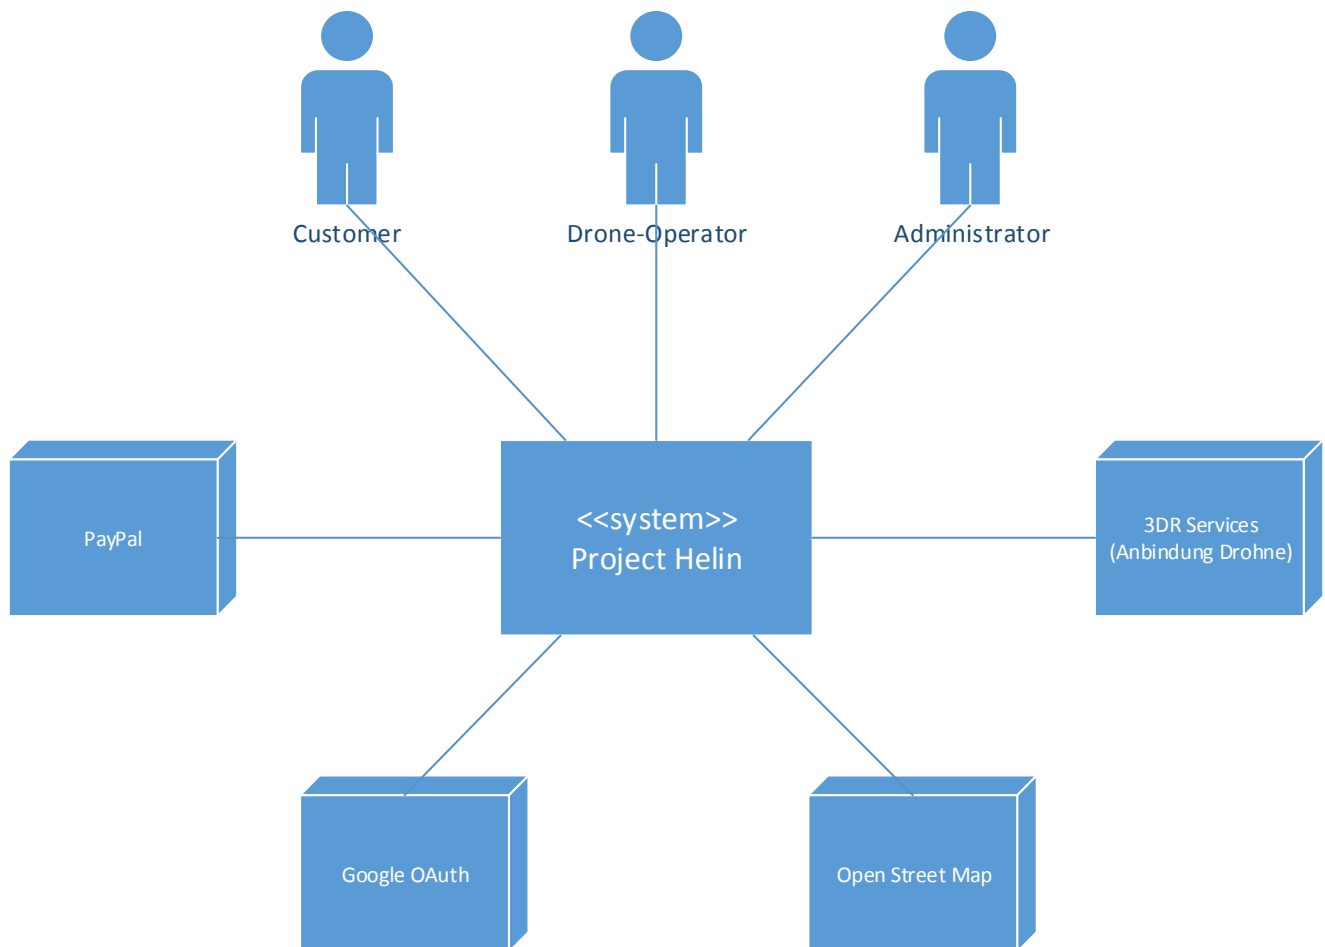 Customer
Drone-Operator
Administrator
<<system>>
Project Helin
PayPal
3DR Services
(Anbindung Drohne)
Google OAuth
Open Street Map